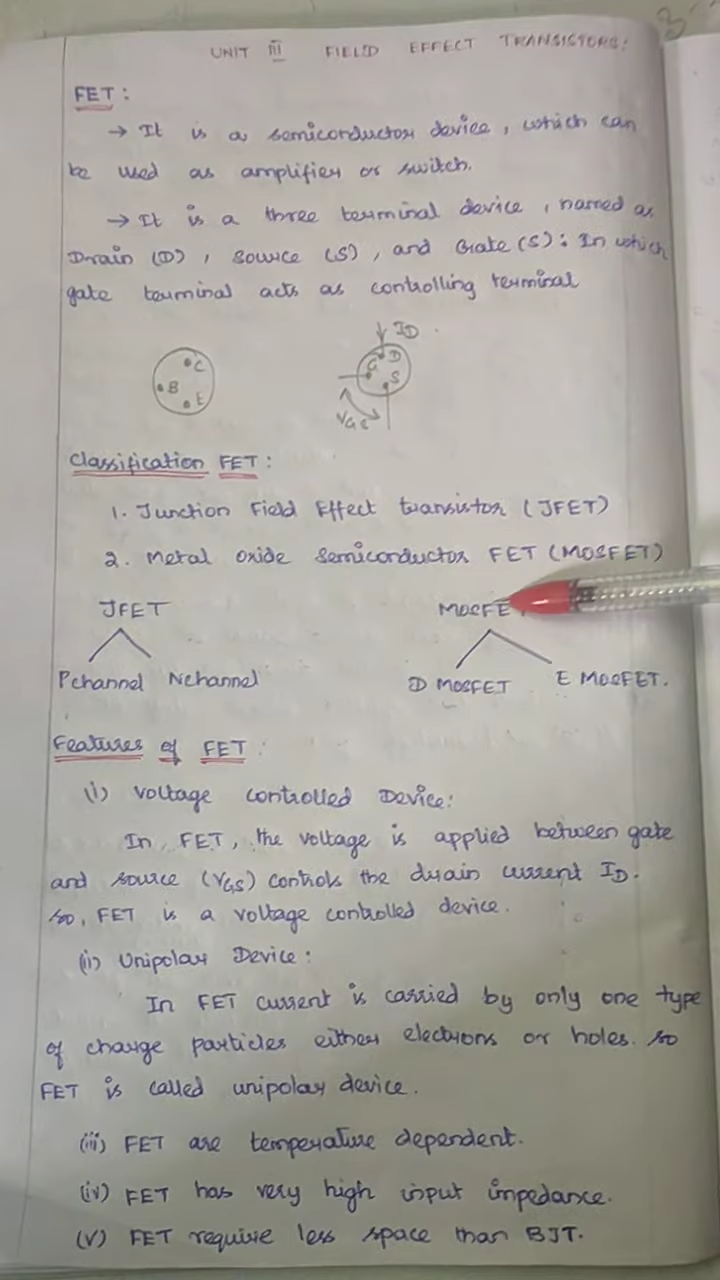 3
UNIT III FIELD EFFECT TRANSISTORS:
FET:
→ It is a semiconductor device, which can
be used as amplifier or switch.
→ It is a three terminal device, named as
Drain (D), Source (S), and Gate (S): In which
gate terminal acts as controlling terminal
C
B
E
ID
D
G
S
VGS
Classification FET:
1. Junction Field Effect transistor (JFET)
2. Metal oxide semiconductor FET (MOSFET)
JFET MOSFE
Pchannel Nchannel D MOSFET E MOSFET.
Features of FET:
(i) Voltage controlled Device:
In FET, the voltage is applied between gate
and source (VGS) controls the drain current ID.
so, FET is a voltage controlled device.
(ii) Unipolar Device:
In FET current is carried by only one type
of charge particles either electrons or holes. so
FET is called unipolar device.
(iii) FET are temperature dependent.
(iv) FET has very high input impedance.
(v) FET require less space than BJT.